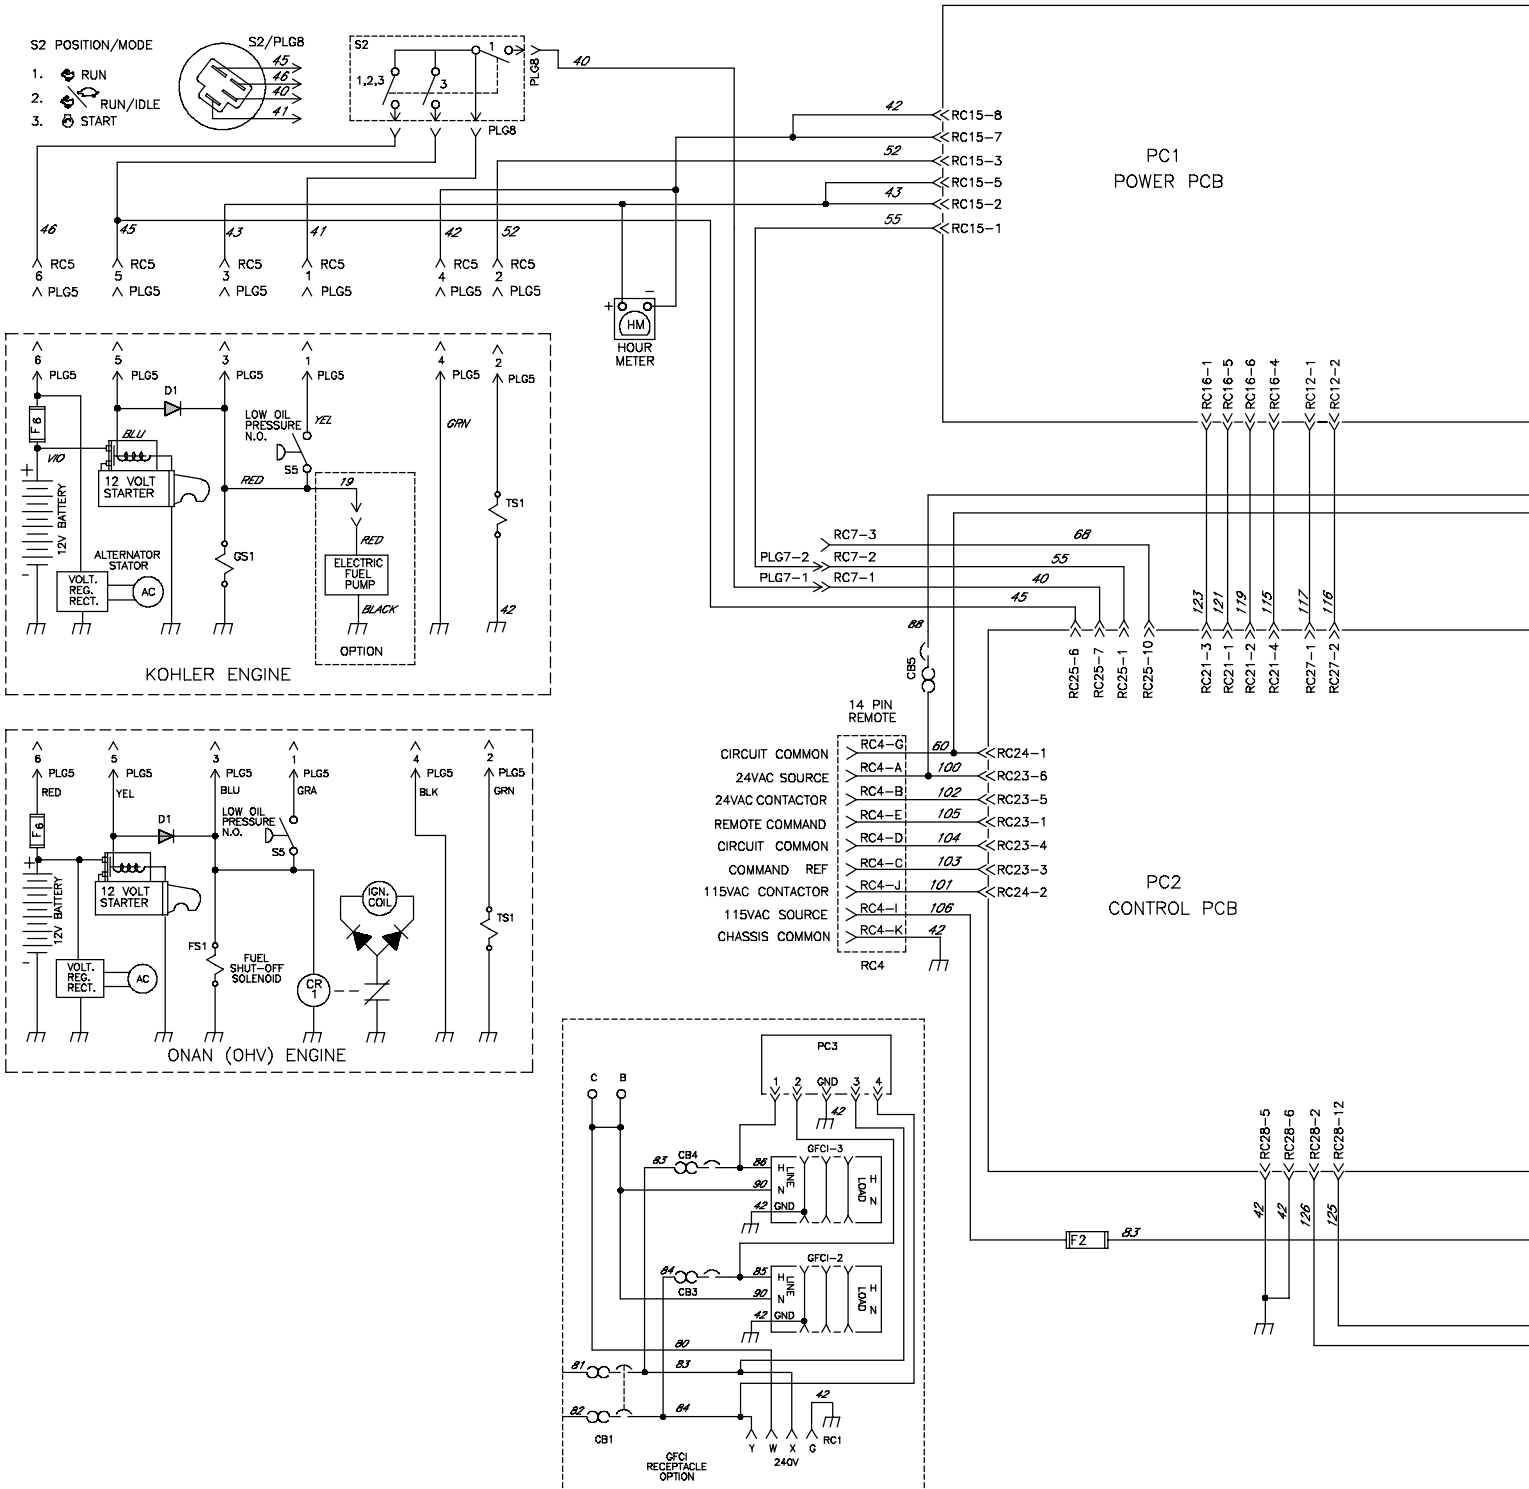 S2 POSITION/MODE
1. RUN
2. RUN/IDLE
3. START
S2/PLG8
45
46
40
41
S2
1
1,2,3
3
PLG8
PLG8
40
42
RC15-8
RC15-7
52
RC15-3
RC15-5
43
RC15-2
55
RC15-1
PC1
POWER PCB
46
45
43
41
42
52
RC5
RC5
RC5
RC5
RC5
RC5
6
5
3
1
4
2
PLG5
PLG5
PLG5
PLG5
PLG5
PLG5
+
-
HM
HOUR
METER
6
5
3
1
4
2
PLG5
PLG5
PLG5
PLG5
PLG5
PLG5
D1
F6
BLU
VIO
LOW OIL
PRESSURE
N.O.
YEL
GRN
S5
+
12V BATTERY
-
12 VOLT
STARTER
RED
19
TS1
RED
ALTERNATOR
STATOR
VOLT.
REG.
RECT.
AC
GS1
ELECTRIC
FUEL
PUMP
BLACK
42
OPTION
KOHLER ENGINE
RC16-1
RC16-5
RC16-6
RC16-4
RC12-1
RC12-2
RC7-3
68
PLG7-2
RC7-2
55
PLG7-1
RC7-1
40
45
123
121
119
115
117
116
88
CB5
RC25-6
RC25-7
RC25-1
RC25-10
RC21-3
RC21-1
RC21-2
RC21-4
RC27-1
RC27-2
14 PIN
REMOTE
CIRCUIT COMMON
RC4-G
60
RC24-1
24VAC SOURCE
RC4-A
100
RC23-6
24VAC CONTACTOR
RC4-B
102
RC23-5
REMOTE COMMAND
RC4-E
105
RC23-1
CIRCUIT COMMON
RC4-D
104
RC23-4
COMMAND REF
RC4-C
103
RC23-3
115VAC CONTACTOR
RC4-J
101
RC24-2
115VAC SOURCE
RC4-I
106
CHASSIS COMMON
RC4-K
42
RC4
PC2
CONTROL PCB
6
5
3
1
4
2
PLG5
PLG5
PLG5
PLG5
PLG5
PLG5
RED
YEL
BLU
GRA
BLK
GRN
F6
D1
LOW OIL
PRESSURE
N.O.
S5
+
12V BATTERY
-
12 VOLT
STARTER
IGN.
COIL
TS1
FS1
FUEL
SHUT-OFF
SOLENOID
VOLT.
REG.
RECT.
AC
CR
1
ONAN (OHV) ENGINE
PC3
C
B
1
2
GND
3
4
42
GFCI-3
83
CB4
86
H
90
N
LINE
42
GND
LOAD
H
N
GFCI-2
84
CB3
85
H
90
N
LINE
42
GND
LOAD
H
N
80
81
83
82
84
CB1
42
RC1
Y
W
X
G
240V
GFCI
RECEPTACLE
OPTION
RC28-5
RC28-6
RC28-2
RC28-12
42
42
126
125
F2
83